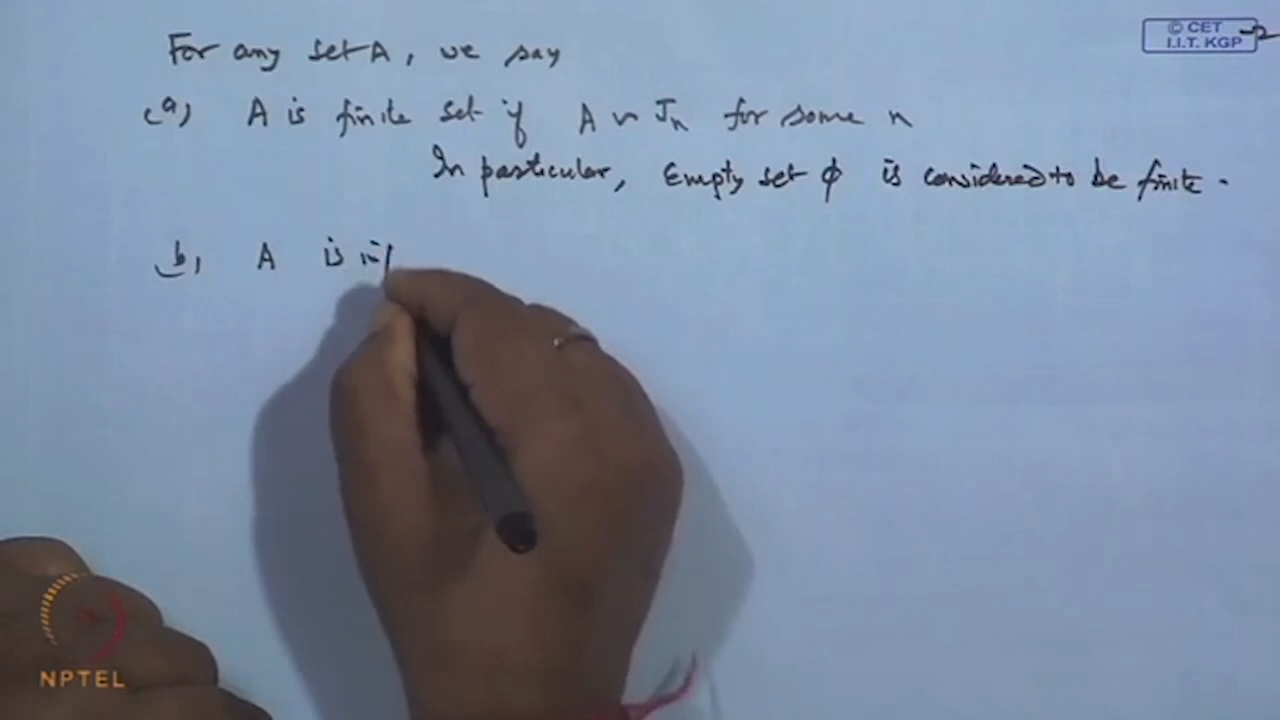 © CET
I.I.T. KGP
For any set A, we say
(a) A is finite set if A ~ Jn for some n
In particular, Empty set ϕ is considered to be finite.
(b) A is inf
NPTEL